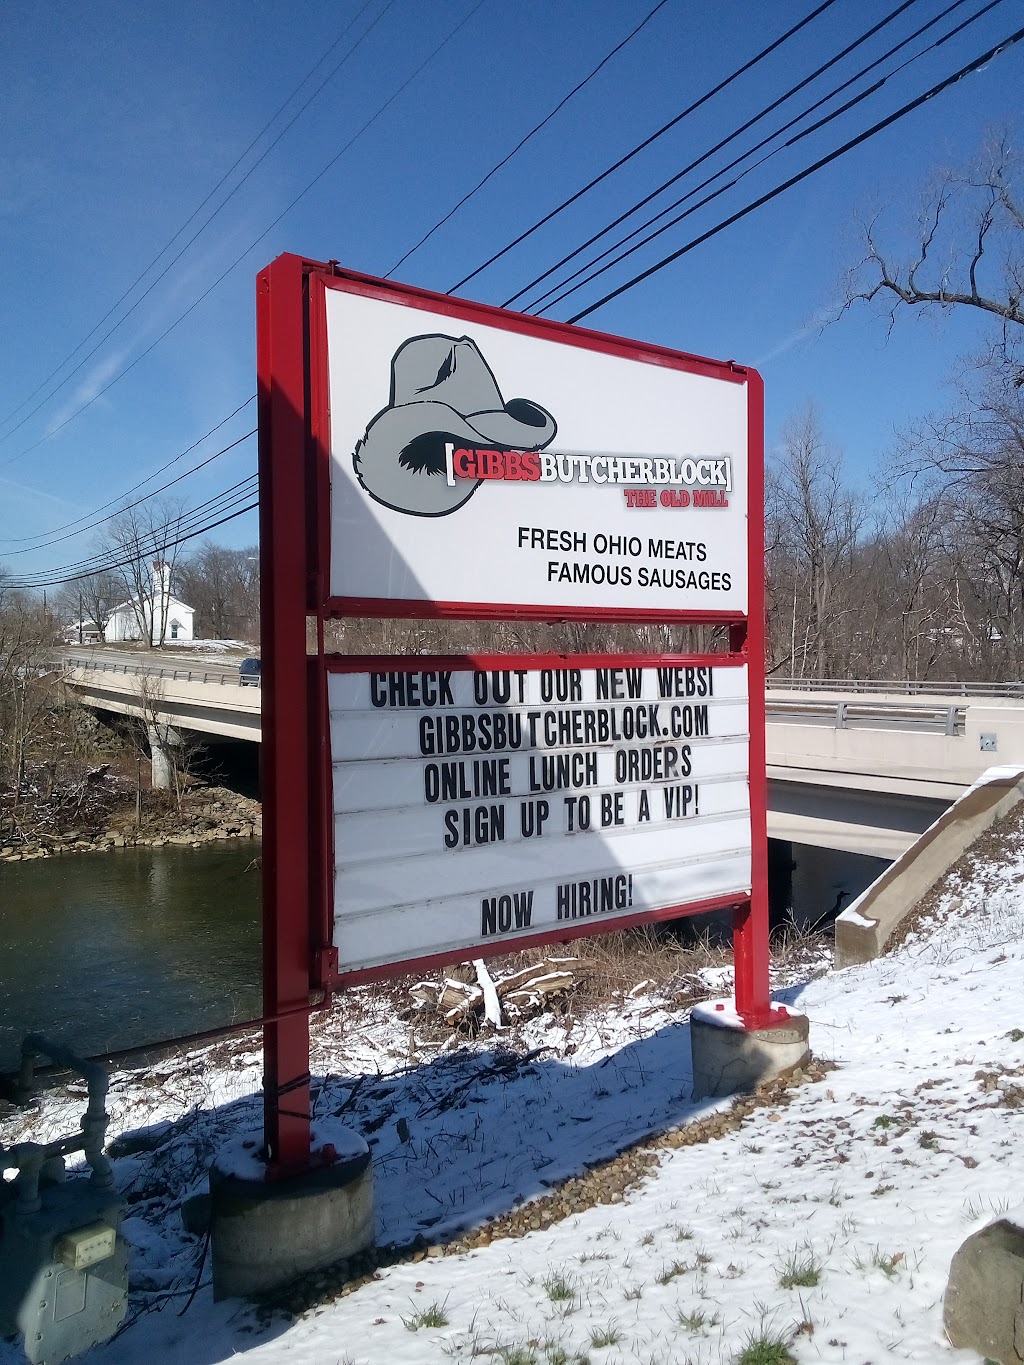 [GIBBSBUTCHERBLOCK]
THE OLD MILL
FRESH OHIO MEATS
FAMOUS SAUSAGES
CHECK OUT OUR NEW WEBSI
GIBBSBUTCHERBLOCK.COM
ONLINE LUNCH ORDERS
SIGN UP TO BE A VIP!
NOW HIRING!